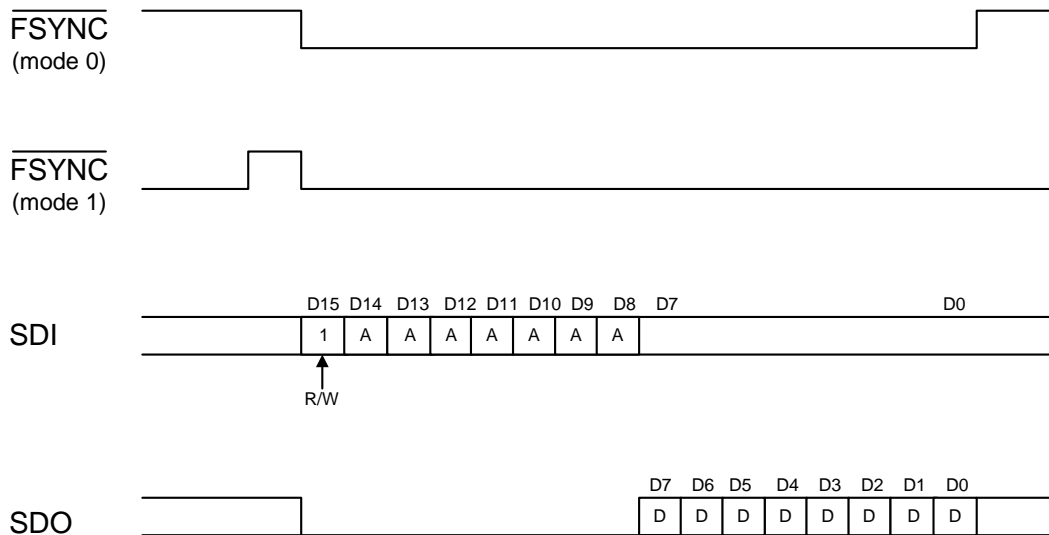 FSYNC
(mode 0)
FSYNC
(mode 1)
D15 D14 D13 D12 D11 D10 D9 D8 D7 D0
SDI 1 A A A A A A A
R/W
D7 D6 D5 D4 D3 D2 D1 D0
SDO D D D D D D D D